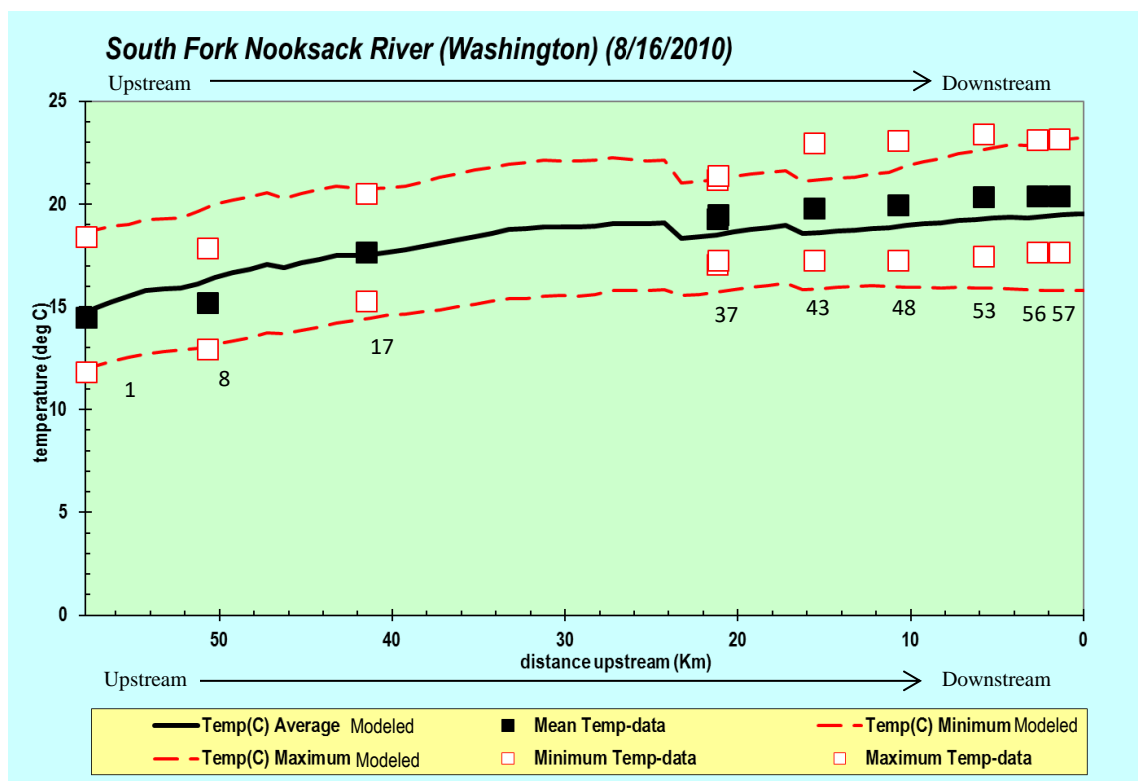 South Fork Nooksack River (Washington) (8/16/2010)
Upstream Downstream
25
20
15
10
5
0
temperature (deg C)
1 8 17 37 43 48 53 56 57
50 40 30 20 10 0
distance upstream (Km)
Upstream Downstream
Temp(C) Average Modeled Mean Temp-data Temp(C) Minimum Modeled
Temp(C) Maximum Modeled Minimum Temp-data Maximum Temp-data